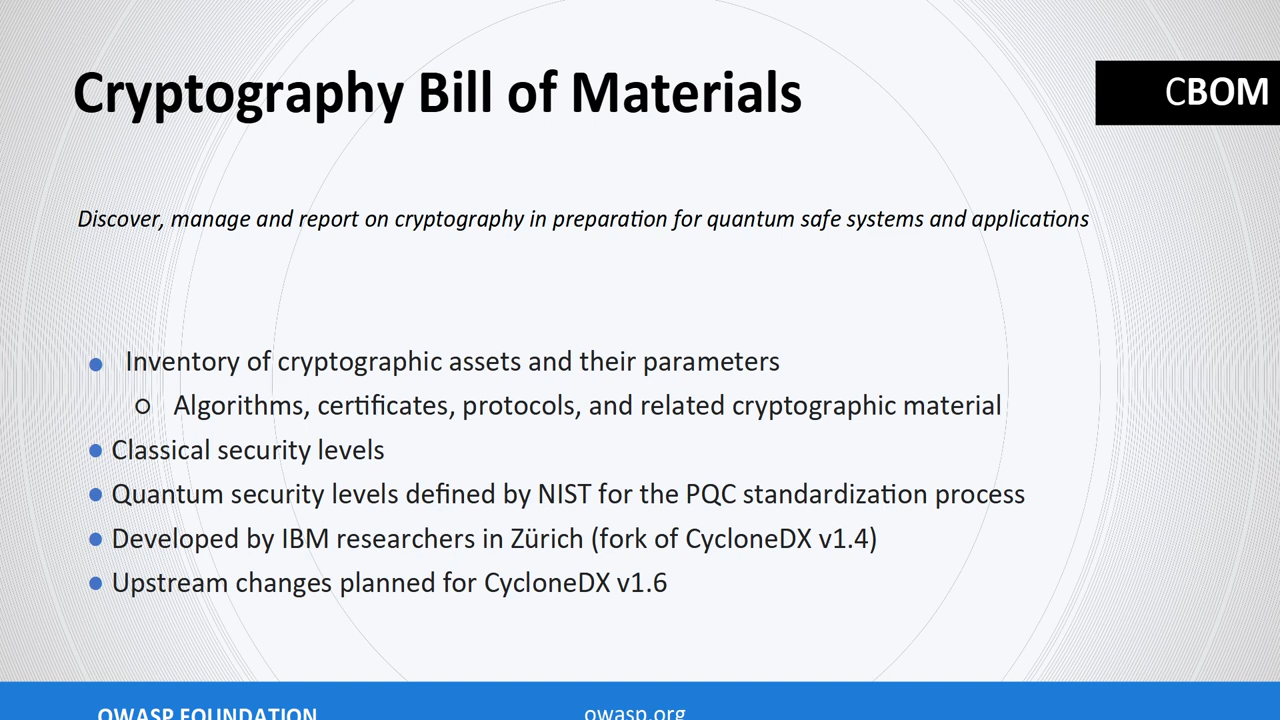 Cryptography Bill of Materials
CBOM
Discover, manage and report on cryptography in preparation for quantum safe systems and applications
Inventory of cryptographic assets and their parameters
Algorithms, certificates, protocols, and related cryptographic material
Classical security levels
Quantum security levels defined by NIST for the PQC standardization process
Developed by IBM researchers in Zürich (fork of CycloneDX v1.4)
Upstream changes planned for CycloneDX v1.6
OWASP FOUNDATION
owasp.org